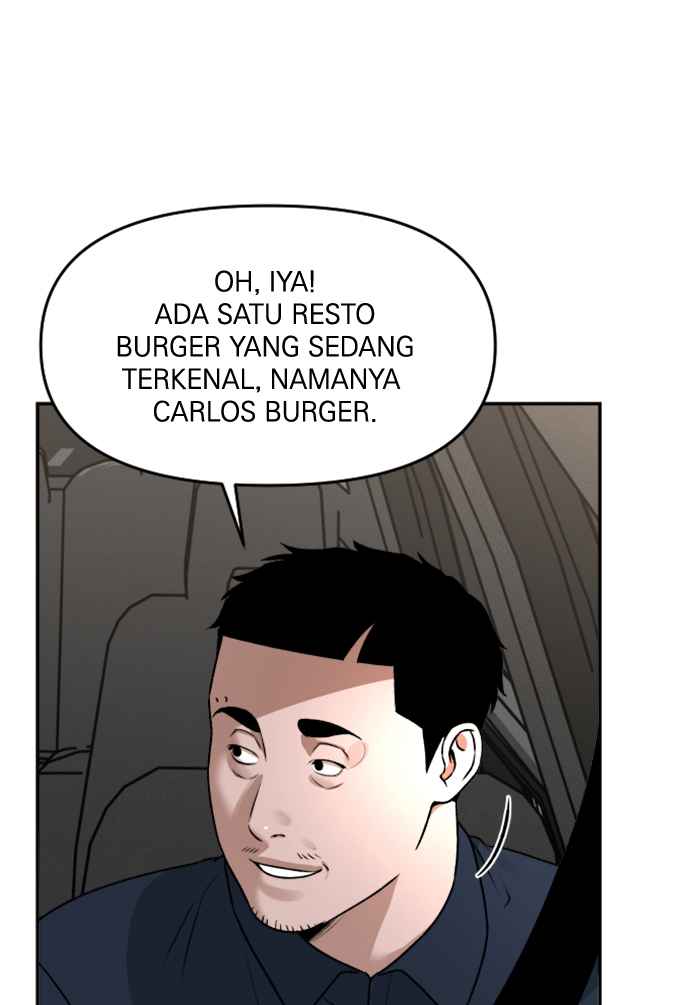 OH, IYA!
ADA SATU RESTO
BURGER YANG SEDANG
TERKENAL, NAMANYA
CARLOS BURGER.